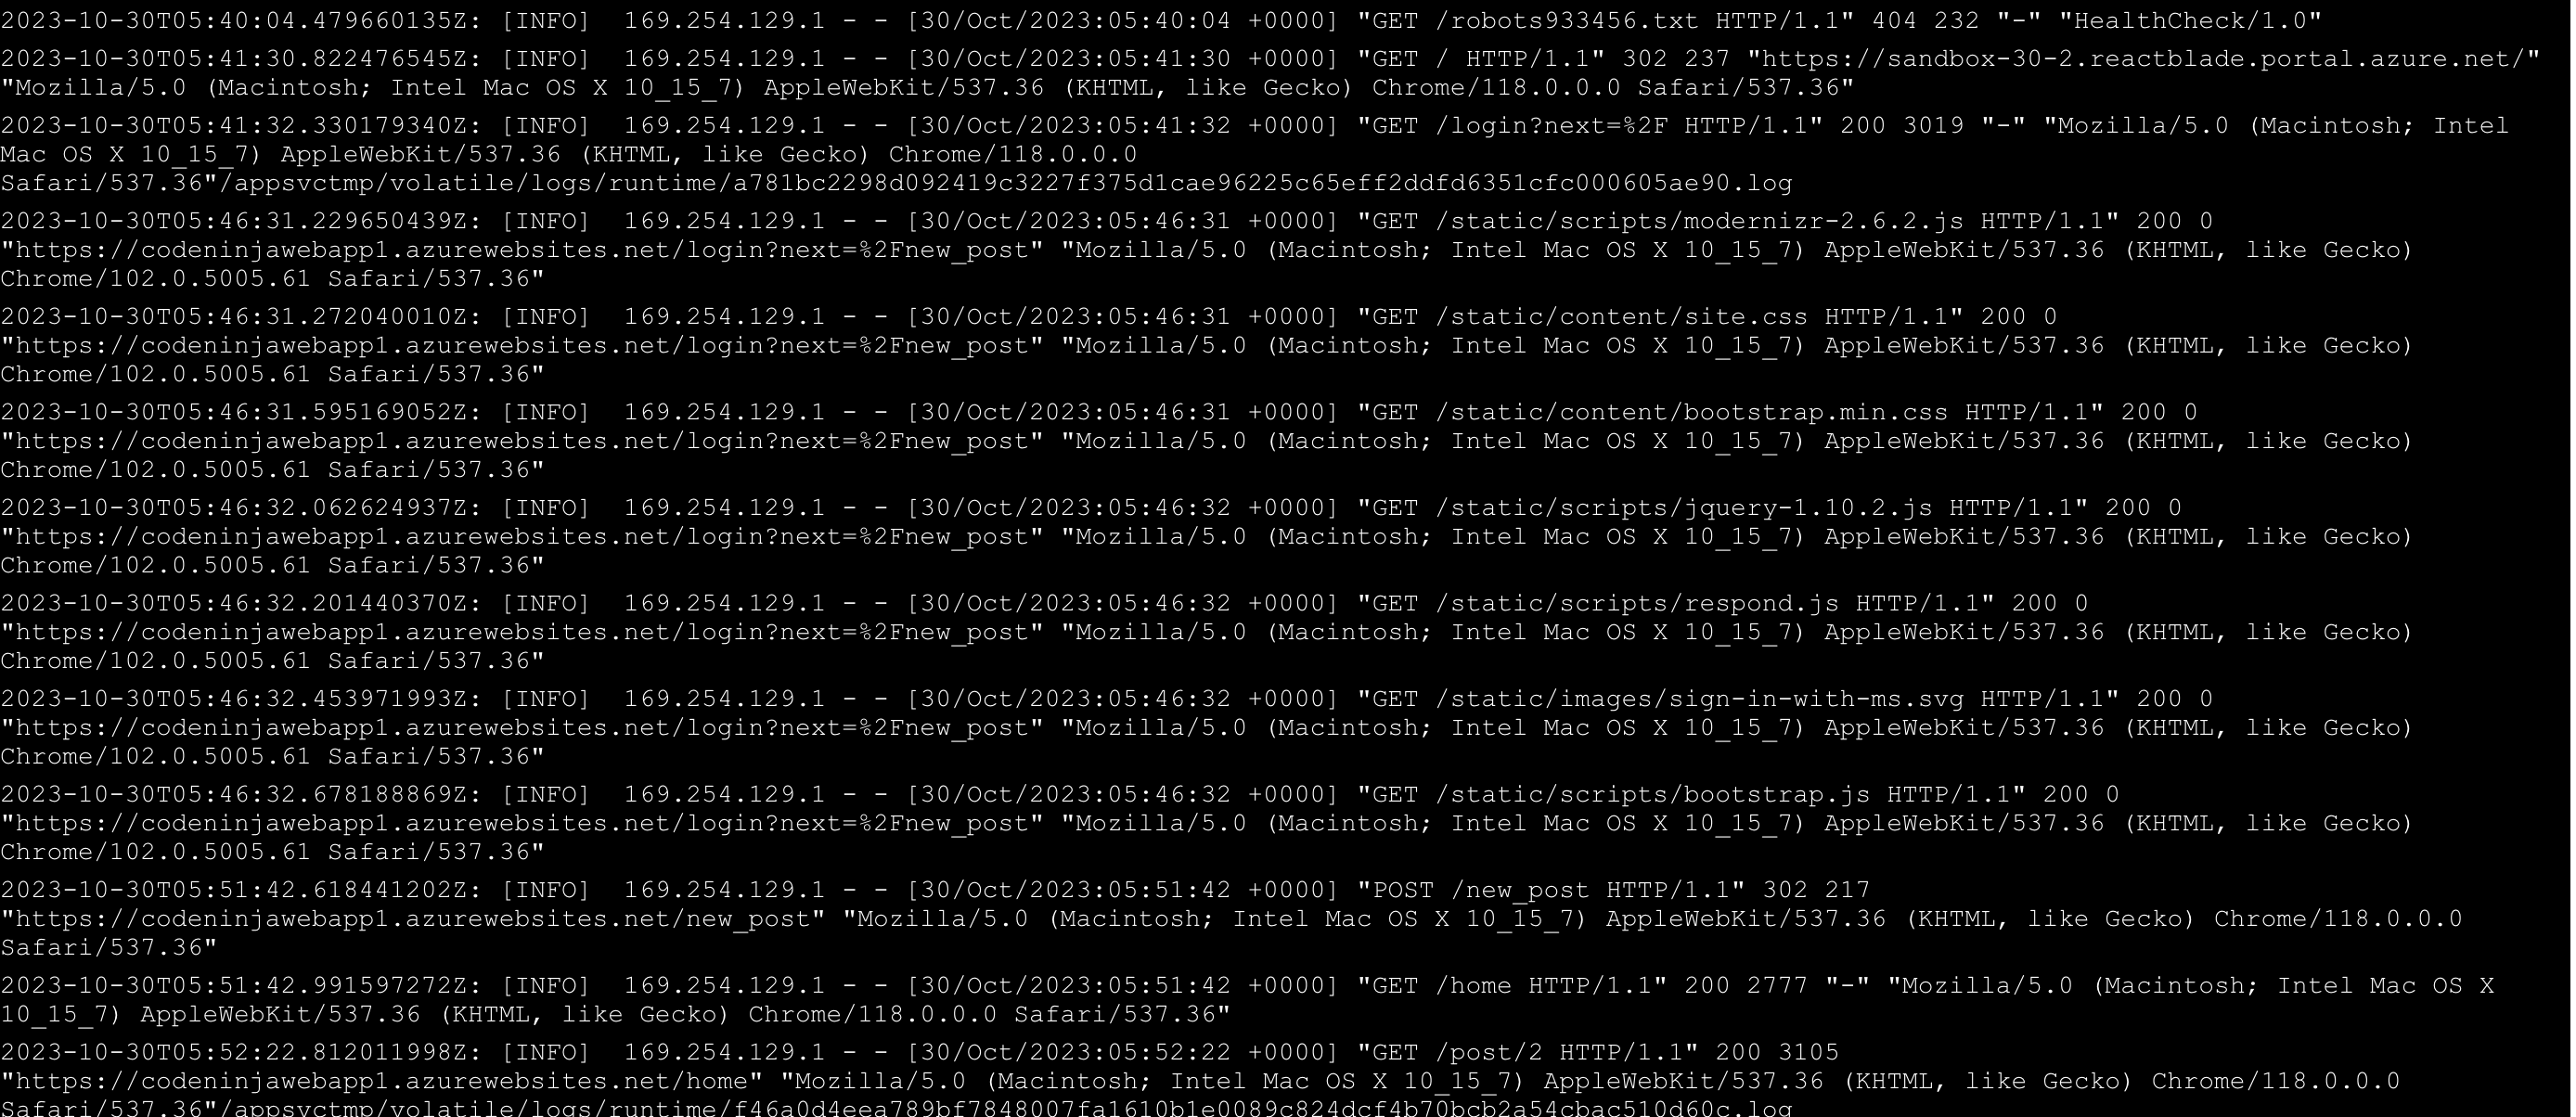 2023-10-30T05:40:04.479660135Z: [INFO]  169.254.129.1 - - [30/Oct/2023:05:40:04 +0000] "GET /robots933456.txt HTTP/1.1" 404 232 "-" "HealthCheck/1.0"
2023-10-30T05:41:30.822476545Z: [INFO]  169.254.129.1 - - [30/Oct/2023:05:41:30 +0000] "GET / HTTP/1.1" 302 237 "https://sandbox-30-2.reactblade.portal.azure.net/"
"Mozilla/5.0 (Macintosh; Intel Mac OS X 10_15_7) AppleWebKit/537.36 (KHTML, like Gecko) Chrome/118.0.0.0 Safari/537.36"
2023-10-30T05:41:32.330179340Z: [INFO]  169.254.129.1 - - [30/Oct/2023:05:41:32 +0000] "GET /login?next=%2F HTTP/1.1" 200 3019 "-" "Mozilla/5.0 (Macintosh; Intel
Mac OS X 10_15_7) AppleWebKit/537.36 (KHTML, like Gecko) Chrome/118.0.0.0
Safari/537.36"/appsvctmp/volatile/logs/runtime/a781bc2298d092419c3227f375d1cae96225c65eff2ddfd6351cfc000605ae90.log
2023-10-30T05:46:31.229650439Z: [INFO]  169.254.129.1 - - [30/Oct/2023:05:46:31 +0000] "GET /static/scripts/modernizr-2.6.2.js HTTP/1.1" 200 0
"https://codeninjawebapp1.azurewebsites.net/login?next=%2Fnew_post" "Mozilla/5.0 (Macintosh; Intel Mac OS X 10_15_7) AppleWebKit/537.36 (KHTML, like Gecko)
Chrome/102.0.5005.61 Safari/537.36"
2023-10-30T05:46:31.272040010Z: [INFO]  169.254.129.1 - - [30/Oct/2023:05:46:31 +0000] "GET /static/content/site.css HTTP/1.1" 200 0
"https://codeninjawebapp1.azurewebsites.net/login?next=%2Fnew_post" "Mozilla/5.0 (Macintosh; Intel Mac OS X 10_15_7) AppleWebKit/537.36 (KHTML, like Gecko)
Chrome/102.0.5005.61 Safari/537.36"
2023-10-30T05:46:31.595169052Z: [INFO]  169.254.129.1 - - [30/Oct/2023:05:46:31 +0000] "GET /static/content/bootstrap.min.css HTTP/1.1" 200 0
"https://codeninjawebapp1.azurewebsites.net/login?next=%2Fnew_post" "Mozilla/5.0 (Macintosh; Intel Mac OS X 10_15_7) AppleWebKit/537.36 (KHTML, like Gecko)
Chrome/102.0.5005.61 Safari/537.36"
2023-10-30T05:46:32.062624937Z: [INFO]  169.254.129.1 - - [30/Oct/2023:05:46:32 +0000] "GET /static/scripts/jquery-1.10.2.js HTTP/1.1" 200 0
"https://codeninjawebapp1.azurewebsites.net/login?next=%2Fnew_post" "Mozilla/5.0 (Macintosh; Intel Mac OS X 10_15_7) AppleWebKit/537.36 (KHTML, like Gecko)
Chrome/102.0.5005.61 Safari/537.36"
2023-10-30T05:46:32.201440370Z: [INFO]  169.254.129.1 - - [30/Oct/2023:05:46:32 +0000] "GET /static/scripts/respond.js HTTP/1.1" 200 0
"https://codeninjawebapp1.azurewebsites.net/login?next=%2Fnew_post" "Mozilla/5.0 (Macintosh; Intel Mac OS X 10_15_7) AppleWebKit/537.36 (KHTML, like Gecko)
Chrome/102.0.5005.61 Safari/537.36"
2023-10-30T05:46:32.453971993Z: [INFO]  169.254.129.1 - - [30/Oct/2023:05:46:32 +0000] "GET /static/images/sign-in-with-ms.svg HTTP/1.1" 200 0
"https://codeninjawebapp1.azurewebsites.net/login?next=%2Fnew_post" "Mozilla/5.0 (Macintosh; Intel Mac OS X 10_15_7) AppleWebKit/537.36 (KHTML, like Gecko)
Chrome/102.0.5005.61 Safari/537.36"
2023-10-30T05:46:32.678188869Z: [INFO]  169.254.129.1 - - [30/Oct/2023:05:46:32 +0000] "GET /static/scripts/bootstrap.js HTTP/1.1" 200 0
"https://codeninjawebapp1.azurewebsites.net/login?next=%2Fnew_post" "Mozilla/5.0 (Macintosh; Intel Mac OS X 10_15_7) AppleWebKit/537.36 (KHTML, like Gecko)
Chrome/102.0.5005.61 Safari/537.36"
2023-10-30T05:51:42.618441202Z: [INFO]  169.254.129.1 - - [30/Oct/2023:05:51:42 +0000] "POST /new_post HTTP/1.1" 302 217
"https://codeninjawebapp1.azurewebsites.net/new_post" "Mozilla/5.0 (Macintosh; Intel Mac OS X 10_15_7) AppleWebKit/537.36 (KHTML, like Gecko) Chrome/118.0.0.0
Safari/537.36"
2023-10-30T05:51:42.991597272Z: [INFO]  169.254.129.1 - - [30/Oct/2023:05:51:42 +0000] "GET /home HTTP/1.1" 200 2777 "-" "Mozilla/5.0 (Macintosh; Intel Mac OS X
10_15_7) AppleWebKit/537.36 (KHTML, like Gecko) Chrome/118.0.0.0 Safari/537.36"
2023-10-30T05:52:22.812011998Z: [INFO]  169.254.129.1 - - [30/Oct/2023:05:52:22 +0000] "GET /post/2 HTTP/1.1" 200 3105
"https://codeninjawebapp1.azurewebsites.net/home" "Mozilla/5.0 (Macintosh; Intel Mac OS X 10_15_7) AppleWebKit/537.36 (KHTML, like Gecko) Chrome/118.0.0.0
Safari/537.36"/appsvctmp/volatile/logs/runtime/f46a0d4eea789bf7848007fa1610b1e0089c824dcf4b70bcb2a54cbac510d60c.log